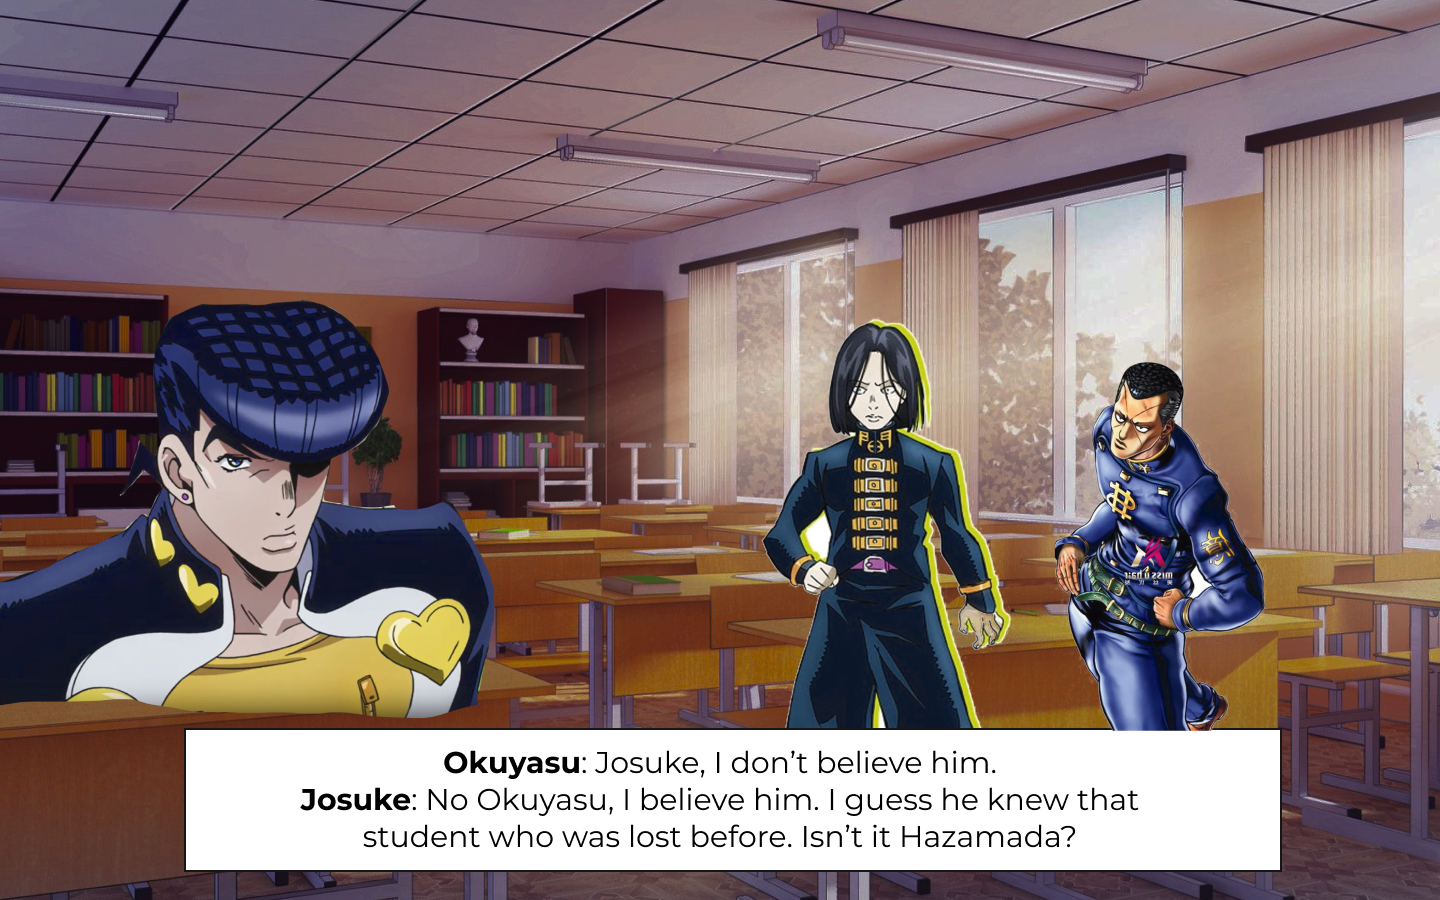 Okuyasu: Josuke, I don’t believe him.
Josuke: No Okuyasu, I believe him. I guess he knew that
student who was lost before. Isn’t it Hazamada?